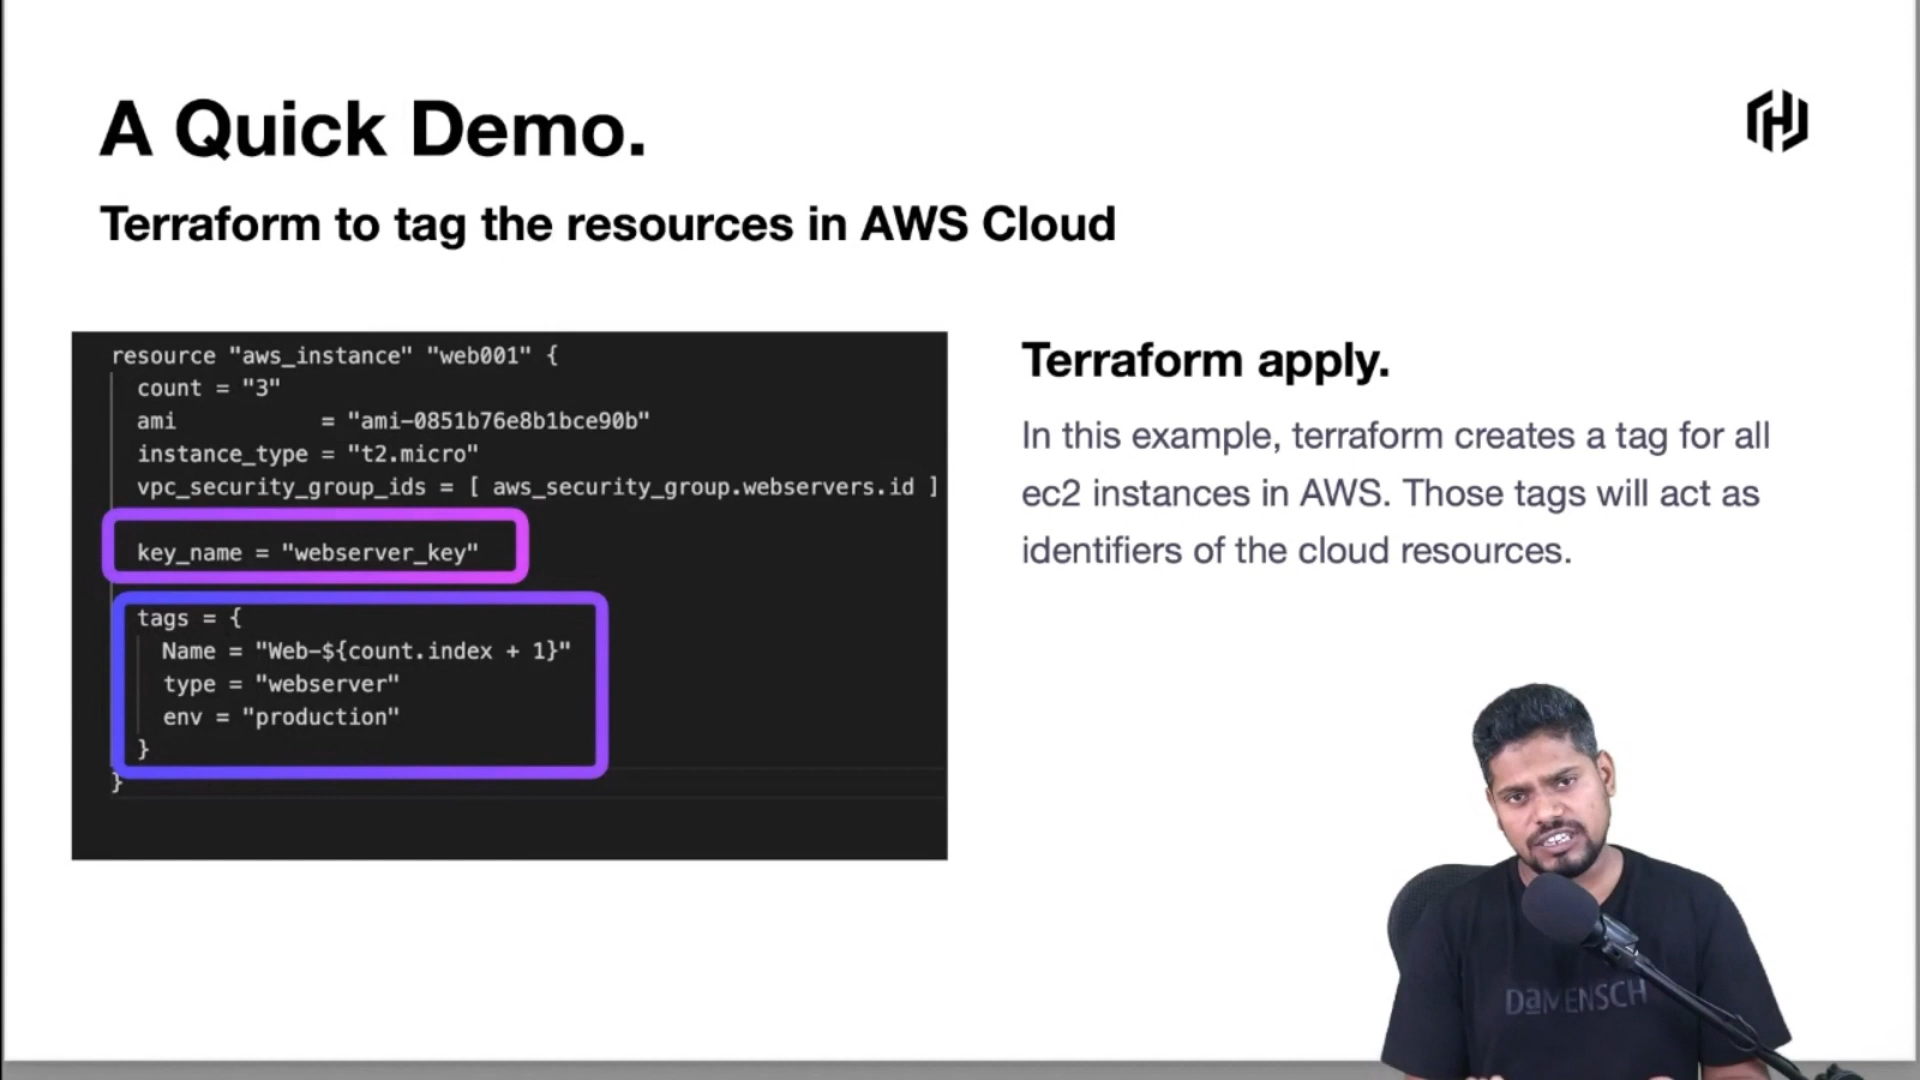 A Quick Demo.
Terraform to tag the resources in AWS Cloud
resource "aws_instance" "web001" {
count = "3"
ami = "ami-0851b76e8b1bce90b"
instance_type = "t2.micro"
vpc_security_group_ids = [ aws_security_group.webservers.id ]
key_name = "webserver_key"
tags = {
Name = "Web-${count.index + 1}"
type = "webserver"
env = "production"
}
}
Terraform apply.
In this example, terraform creates a tag for all
ec2 instances in AWS. Those tags will act as
identifiers of the cloud resources.
DaMENSCH